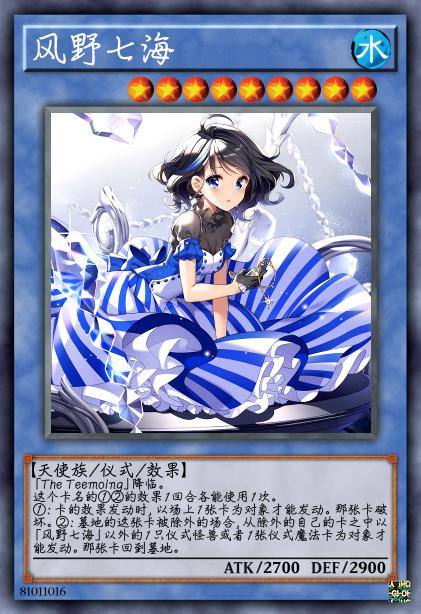 风野七海
水
【天使族/仪式/效果】
「The Teemoing」降临。
这个卡名的①②的效果1回合各能使用1次。
①:卡的效果发动时,以场上1张卡为对象才能发动。那张卡破
坏。②:墓地的这张卡被除外的场合,从除外的自己的卡之中以
「风野七海」以外的1只仪式怪兽或者1张仪式魔法卡为对象才
能发动。那张卡回到墓地。
ATK/2700 DEF/2900
81011016